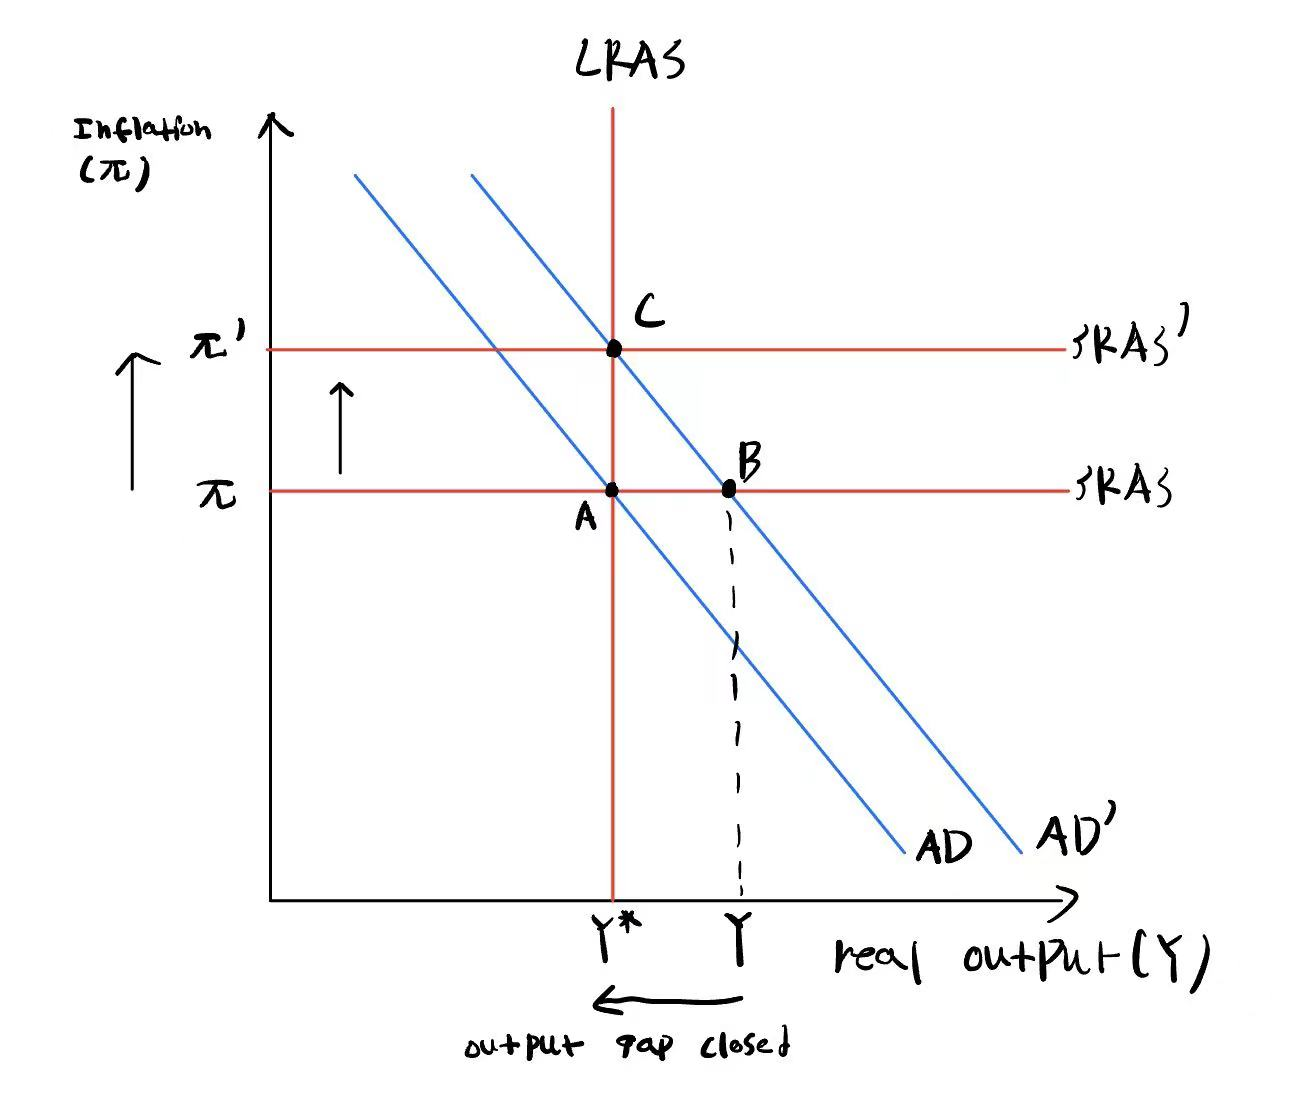 LRAS
Inflation
(π)
C
π'
SRAS'
B
π
SRAS
A
AD
AD'
Y*
Y
real output (Y)
output gap closed